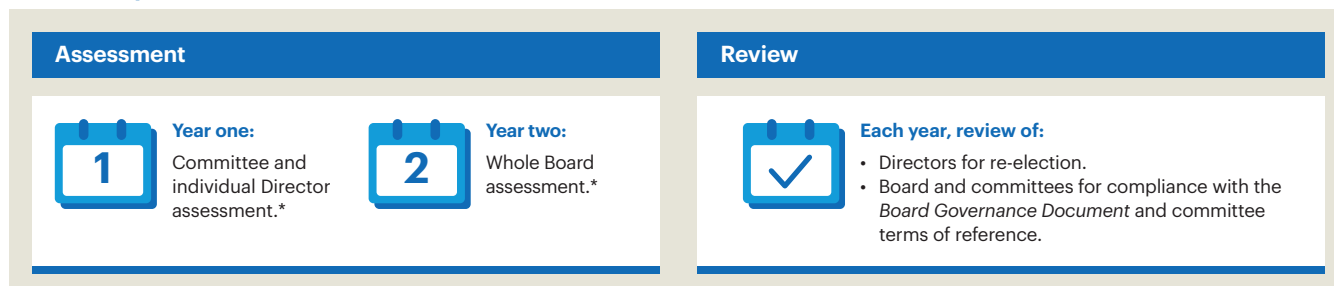 Assessment
1
Year one:
Committee and
individual Director
assessment.*
2
Year two:
Whole Board
assessment.*
Review
Each year, review of:
• Directors for re-election.
• Board and committees for compliance with the
Board Governance Document and committee
terms of reference.